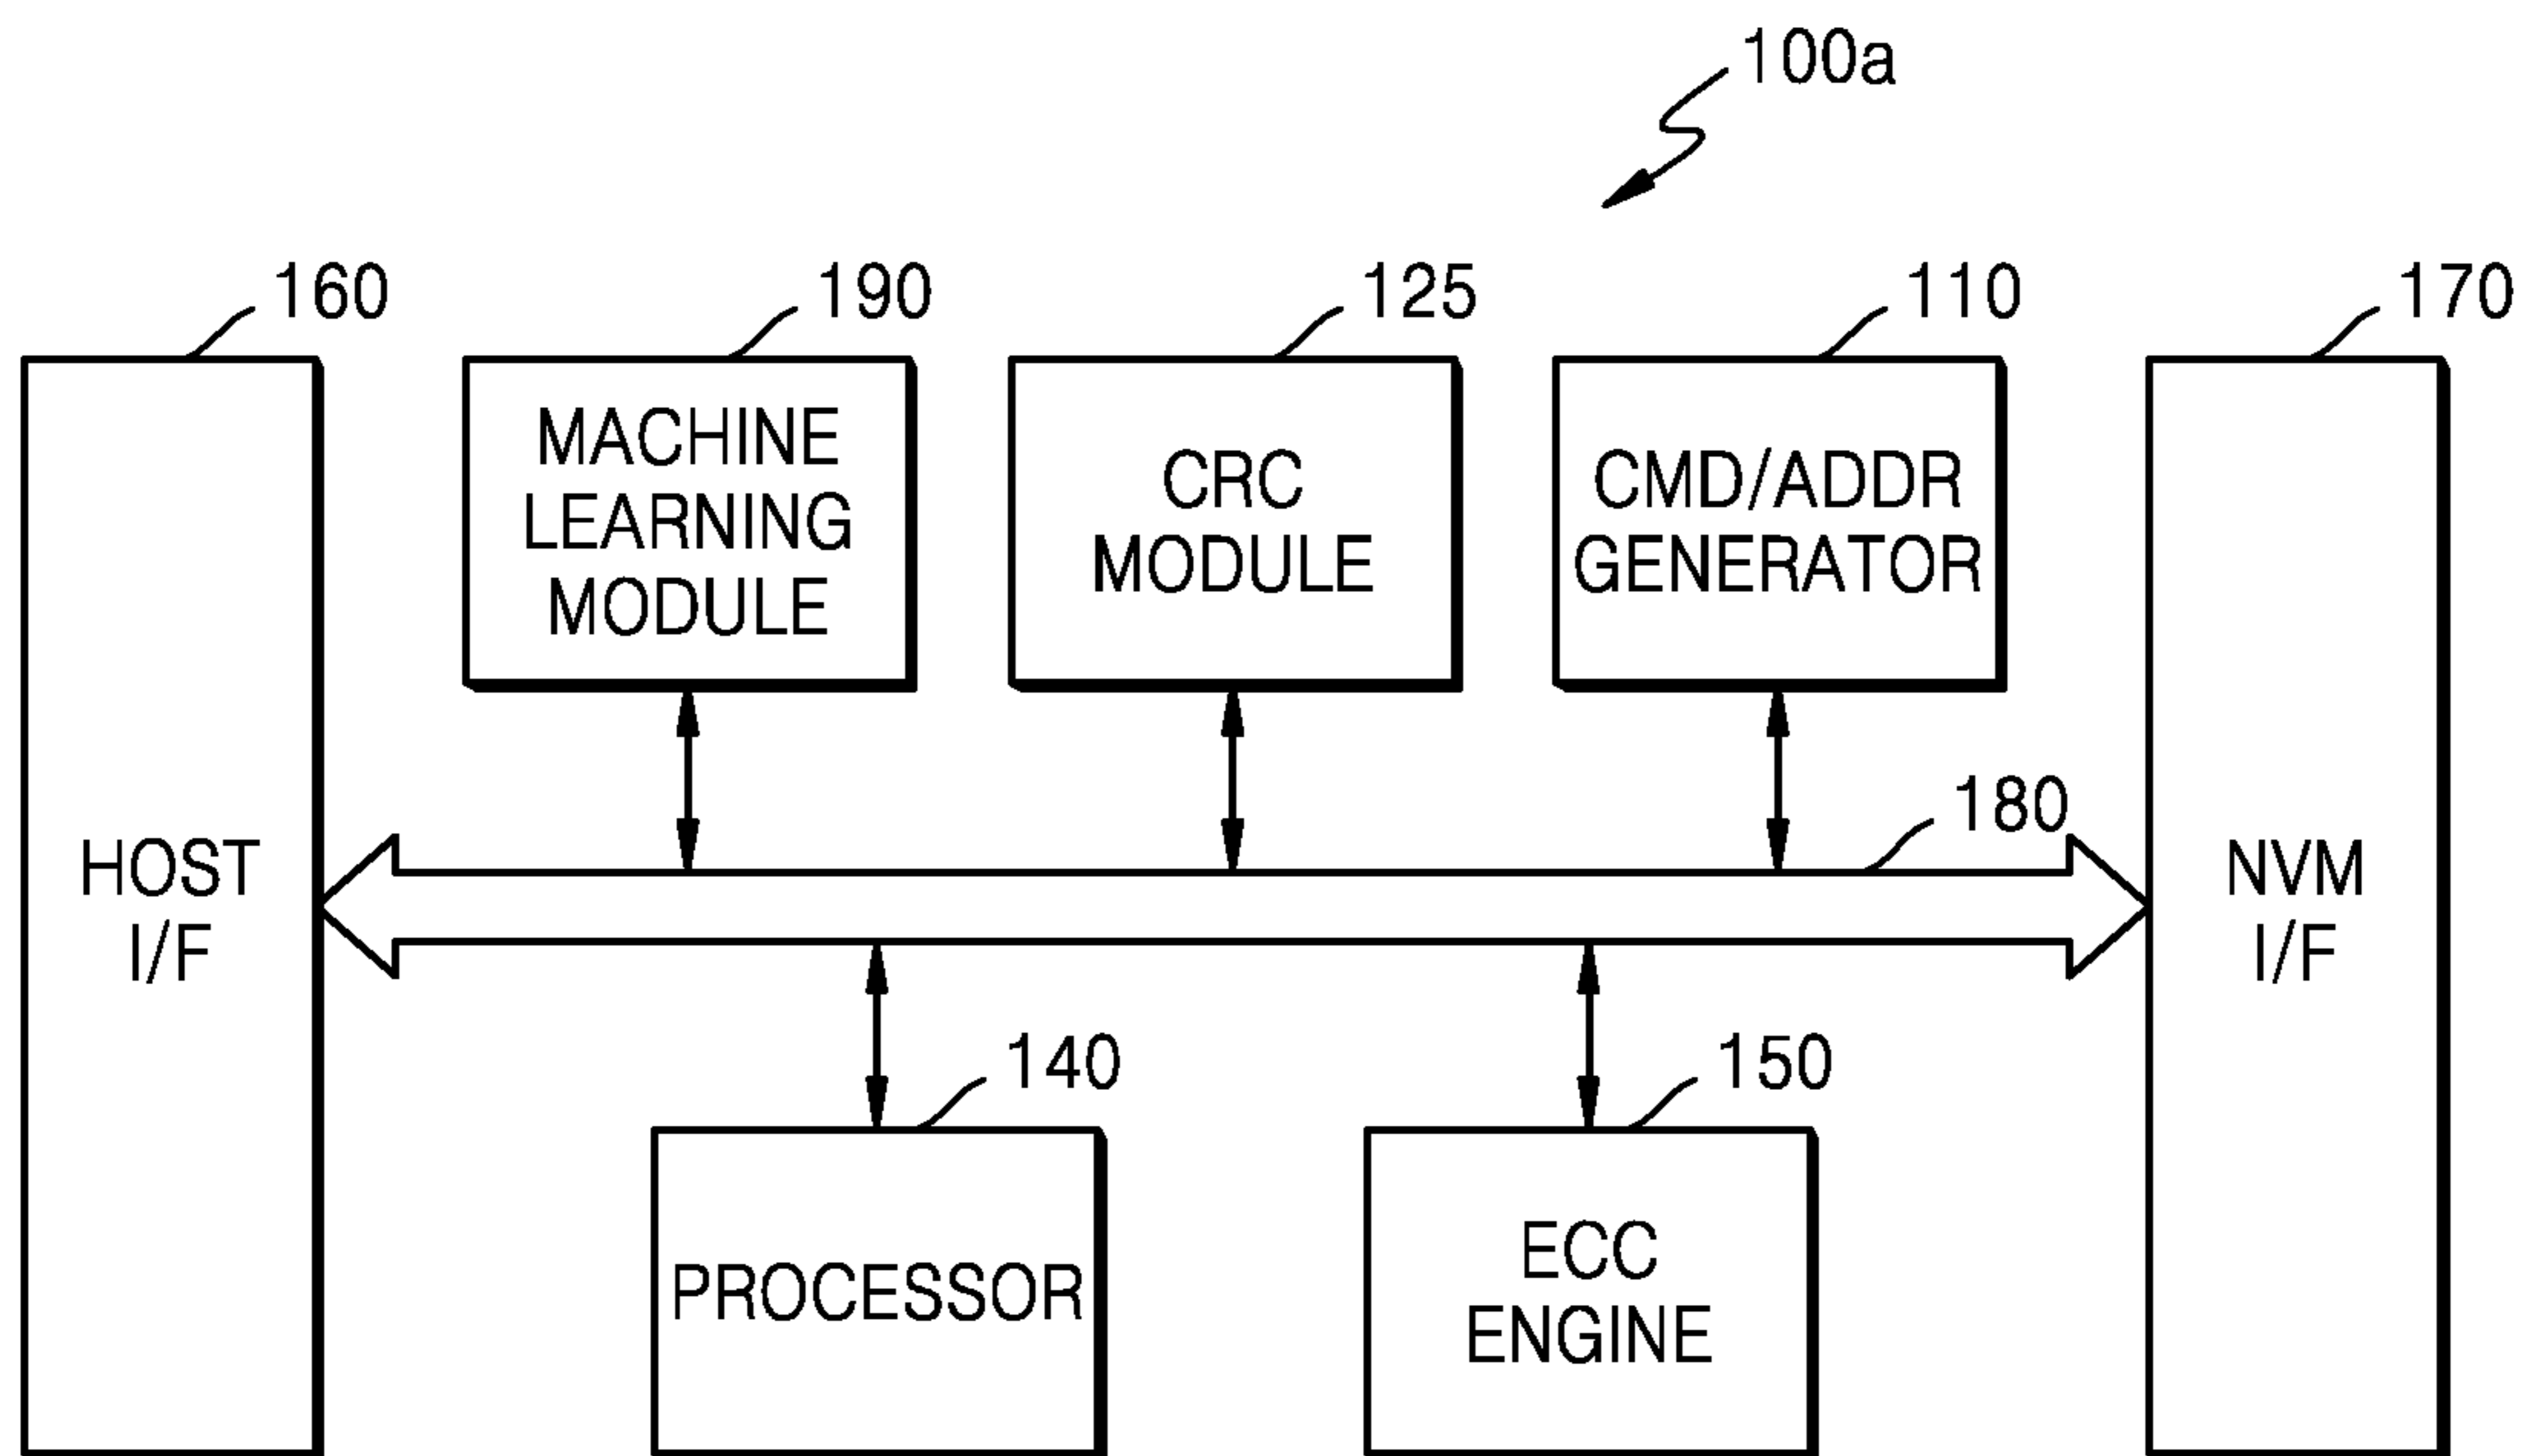 100a
160
190
125
110
170
MACHINE
LEARNING
MODULE
CRC
MODULE
CMD/ADDR
GENERATOR
180
HOST
I/F
NVM
I/F
140
150
PROCESSOR
ECC
ENGINE